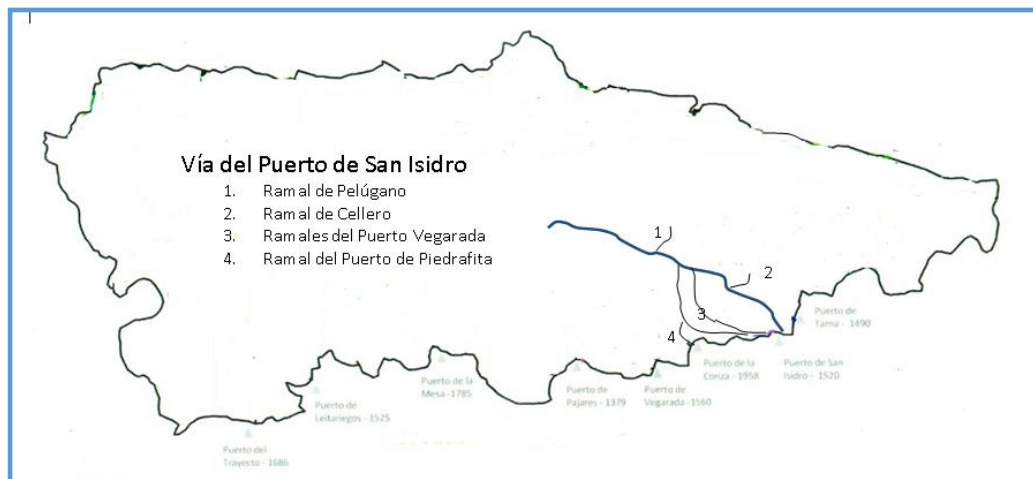 Vía del Puerto de San Isidro
1. Ramal de Pelúgano
2. Ramal de Cellero
3. Ramales del Puerto Vegarada
4. Ramal del Puerto de Piedrafita
1
2
3
4
Puerto de
Tarna - 1490
Puerto de San
Isidro - 1520
Puerto de la
Conza - 1958
Puerto de
Vegarada -1560
Puerto de
Pajares - 1379
Puerto de la
Mesa -1785
Puerto de
Leitariegos - 1525
Puerto del
Trayecto - 1686